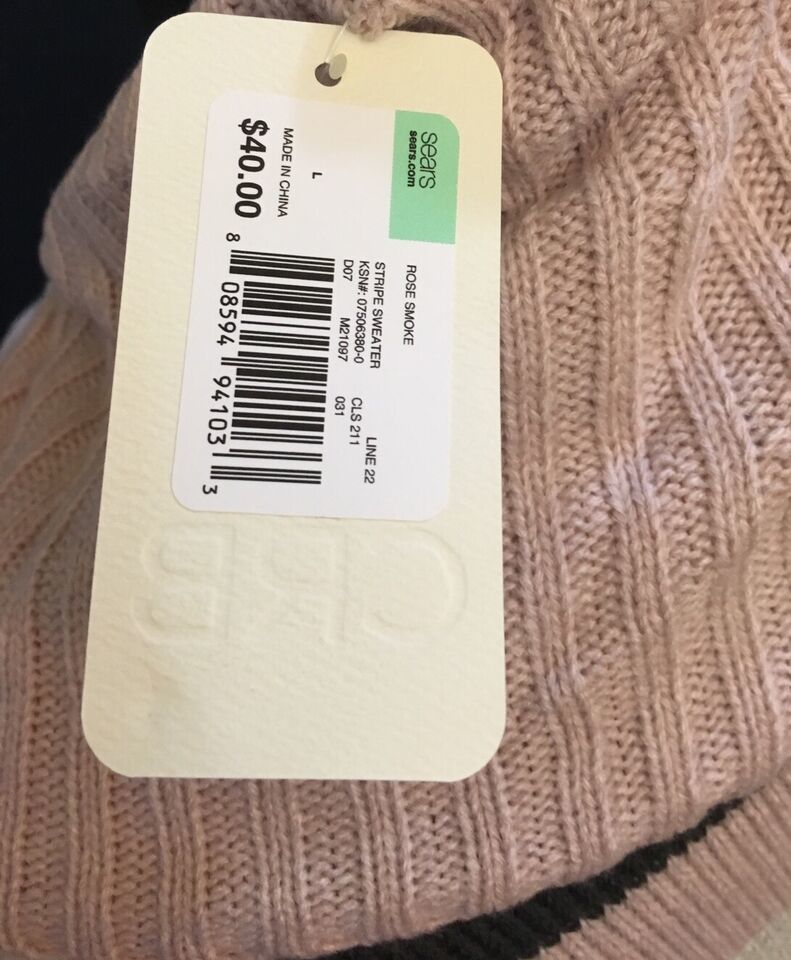 sears
sears.com
ROSE SMOKE
STRIPE SWEATER LINE 22
KSN#: 07506380-0 CLS 211
D07 M21097 031
L
MADE IN CHINA
$40.00
8 08594 94103 3